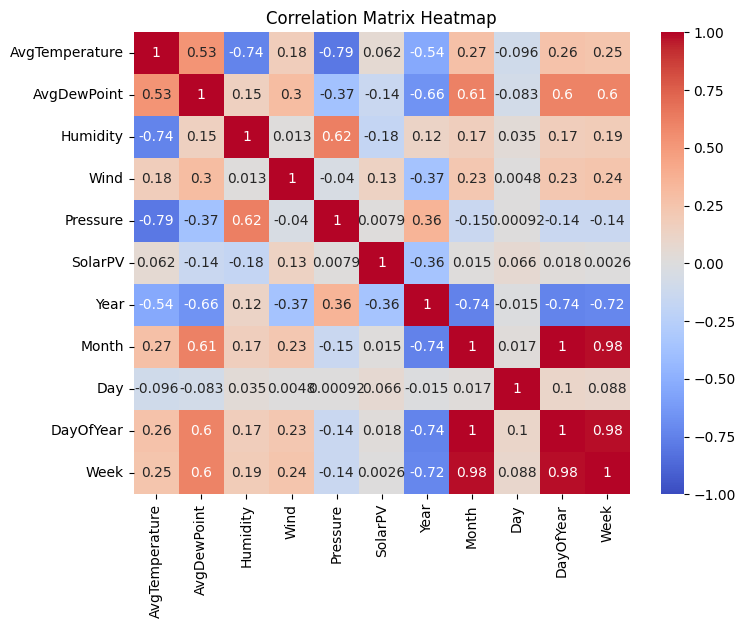 Correlation Matrix Heatmap
AvgTemperature 1 0.53 -0.74 0.18 -0.79 0.062 -0.54 0.27 -0.096 0.26 0.25
AvgDewPoint 0.53 1 0.15 0.3 -0.37 -0.14 -0.66 0.61 -0.083 0.6 0.6
Humidity -0.74 0.15 1 0.013 0.62 -0.18 0.12 0.17 0.035 0.17 0.19
Wind 0.18 0.3 0.013 1 -0.04 0.13 -0.37 0.23 0.0048 0.23 0.24
Pressure -0.79 -0.37 0.62 -0.04 1 0.0079 0.36 -0.15 0.00092 -0.14 -0.14
SolarPV 0.062 -0.14 -0.18 0.13 0.0079 1 -0.36 0.015 0.066 0.018 0.0026
Year -0.54 -0.66 0.12 -0.37 0.36 -0.36 1 -0.74 -0.015 -0.74 -0.72
Month 0.27 0.61 0.17 0.23 -0.15 0.015 -0.74 1 0.017 1 0.98
Day -0.096 -0.083 0.035 0.0048 0.00092 0.066 -0.015 0.017 1 0.1 0.088
DayOfYear 0.26 0.6 0.17 0.23 -0.14 0.018 -0.74 1 0.1 1 0.98
Week 0.25 0.6 0.19 0.24 -0.14 0.0026 -0.72 0.98 0.088 0.98 1
AvgTemperature AvgDewPoint Humidity Wind Pressure SolarPV Year Month Day DayOfYear Week
1.00
0.75
0.50
0.25
0.00
−0.25
−0.50
−0.75
−1.00